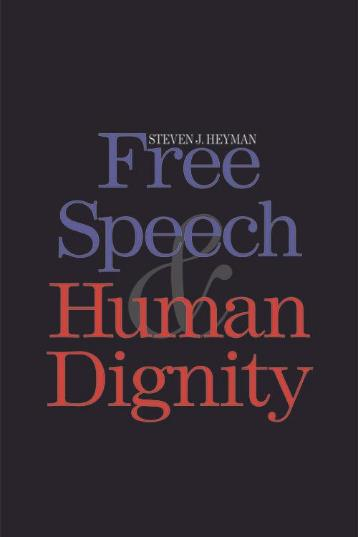 STEVEN J. HEYMAN
Free
Speech
&
Human
Dignity